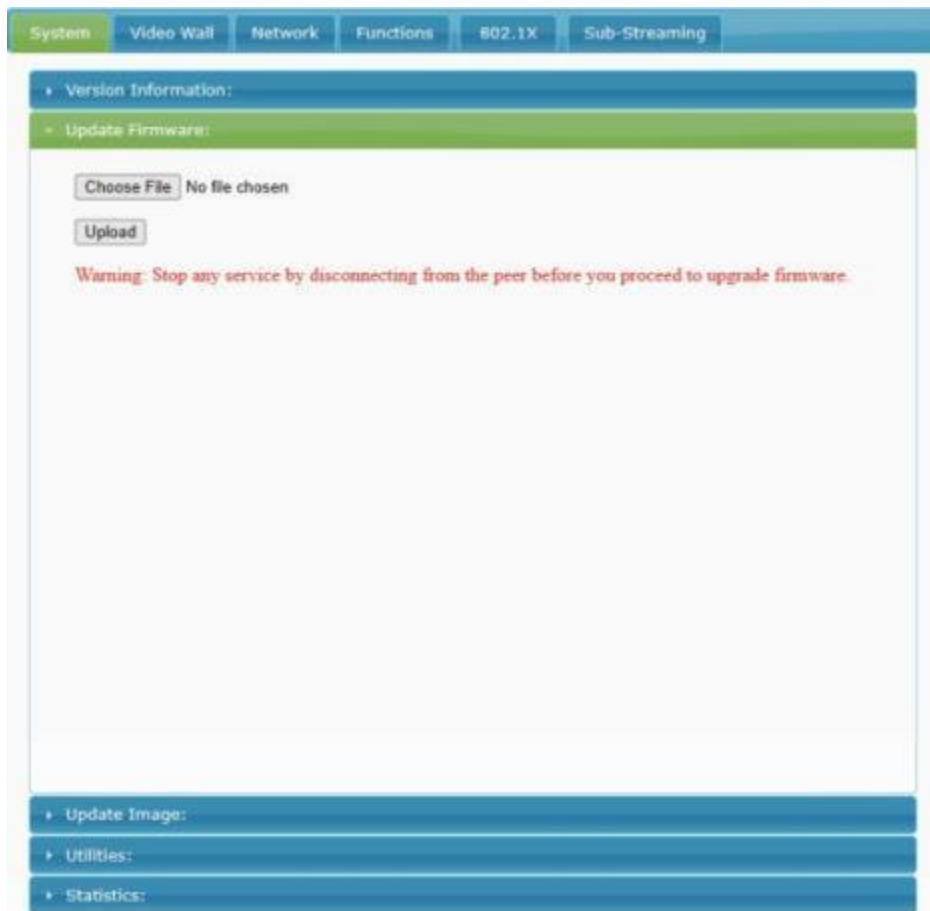 System Video Wall Network Functions 802.1X Sub-Streaming
Version Information:
Update Firmware:
Choose File No file chosen
Upload
Warning: Stop any service by disconnecting from the peer before you proceed to upgrade firmware.
Update Image:
Utilities:
Statistics: